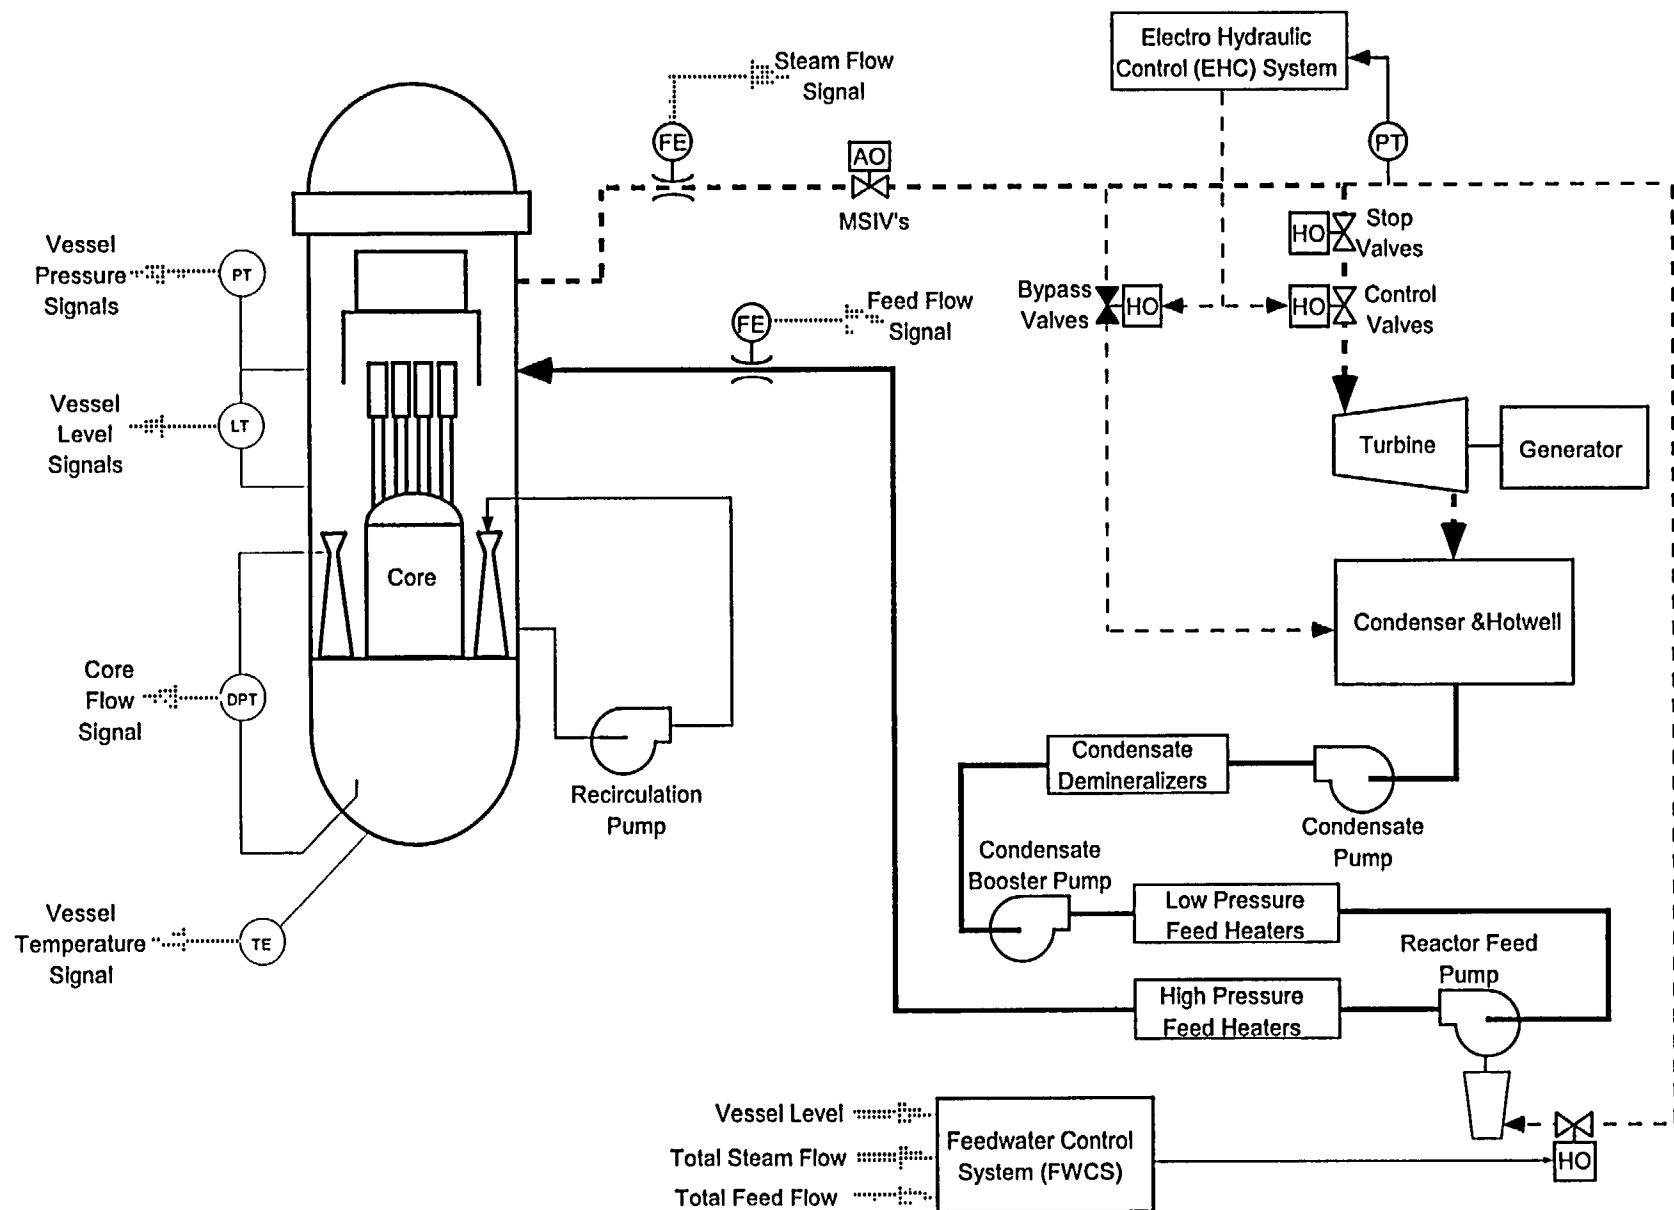 Electro Hydraulic
Control (EHC) System
Steam Flow
Signal
FE
AO
MSIV's
PT
HO
Stop
Valves
Vessel
Pressure
Signals
PT
Bypass
Valves
HO
HO
Control
Valves
FE
Feed Flow
Signal
Vessel
Level
Signals
LT
Turbine
Generator
Core
Condenser &Hotwell
Core
Flow
Signal
DPT
Recirculation
Pump
Condensate
Demineralizers
Condensate
Pump
Condensate
Booster Pump
Low Pressure
Feed Heaters
Reactor Feed
Pump
Vessel
Temperature
Signal
TE
High Pressure
Feed Heaters
Vessel Level
Total Steam Flow
Total Feed Flow
Feedwater Control
System (FWCS)
HO